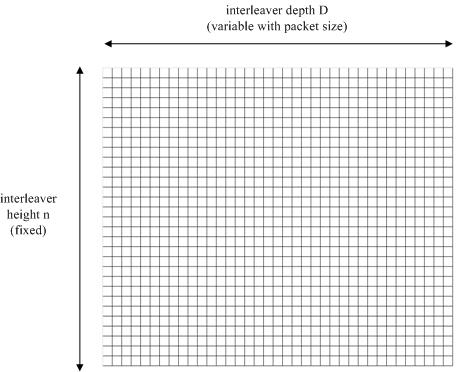 interleaver depth D
(variable with packet size)
interleaver
height n
(fixed)